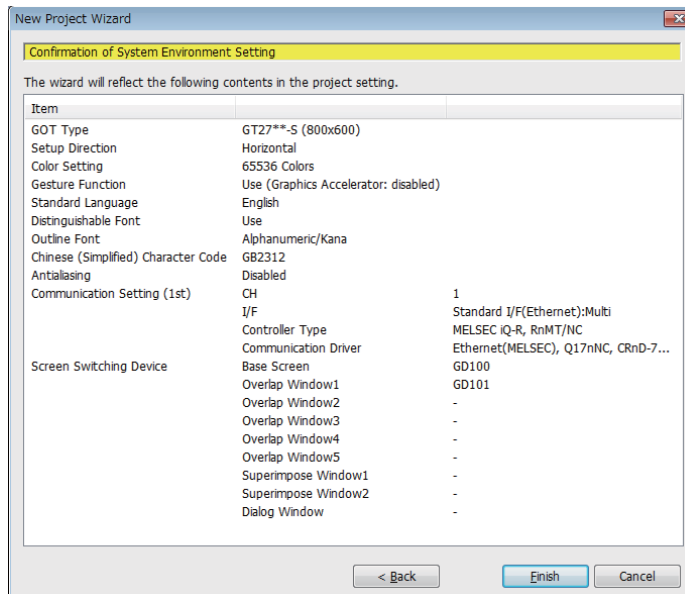 New Project Wizard
Confirmation of System Environment Setting
The wizard will reflect the following contents in the project setting.
Item
GOT Type GT27**-S (800x600)
Setup Direction Horizontal
Color Setting 65536 Colors
Gesture Function Use (Graphics Accelerator: disabled)
Standard Language English
Distinguishable Font Use
Outline Font Alphanumeric/Kana
Chinese (Simplified) Character Code GB2312
Antialiasing Disabled
Communication Setting (1st) CH 1
I/F Standard I/F(Ethernet):Multi
Controller Type MELSEC iQ-R, RnMT/NC
Communication Driver Ethernet(MELSEC), Q17nNC, CRnD-7...
Screen Switching Device Base Screen GD100
Overlap Window1 GD101
Overlap Window2 -
Overlap Window3 -
Overlap Window4 -
Overlap Window5 -
Superimpose Window1 -
Superimpose Window2 -
Dialog Window -
< Back Finish Cancel